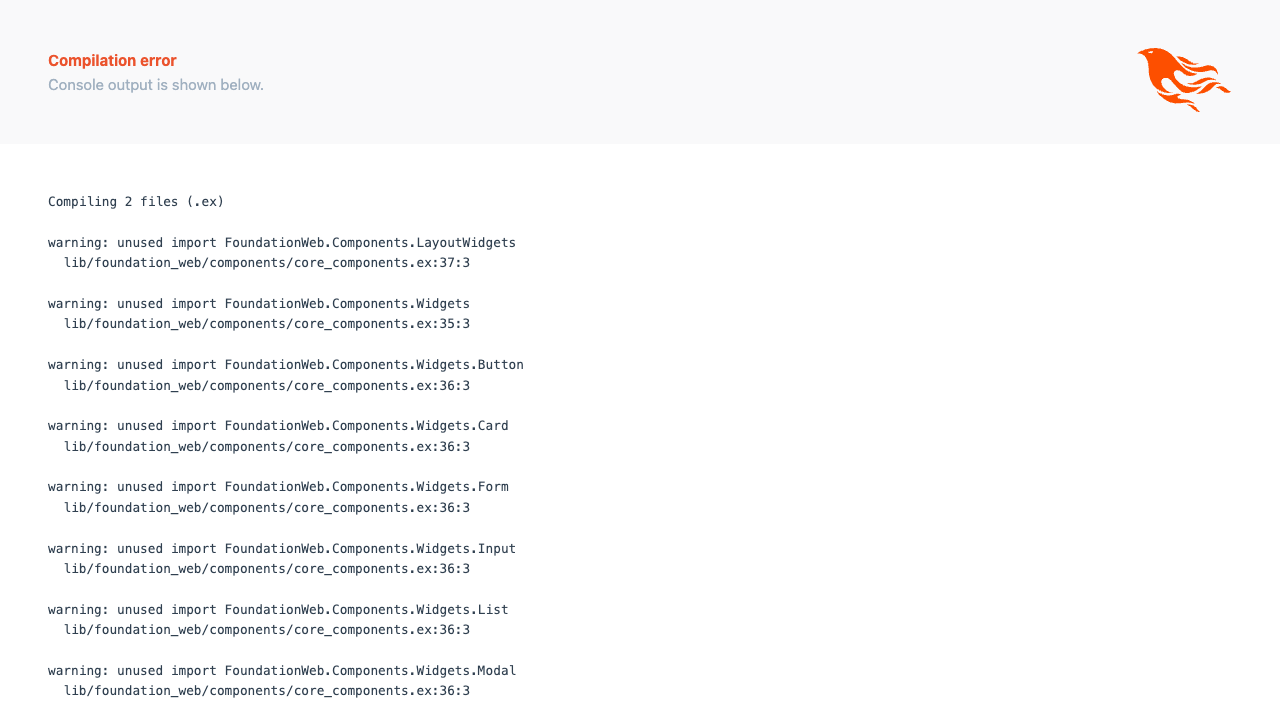 Compilation error
Console output is shown below.
Compiling 2 files (.ex)
warning: unused import FoundationWeb.Components.LayoutWidgets
  lib/foundation_web/components/core_components.ex:37:3
warning: unused import FoundationWeb.Components.Widgets
  lib/foundation_web/components/core_components.ex:35:3
warning: unused import FoundationWeb.Components.Widgets.Button
  lib/foundation_web/components/core_components.ex:36:3
warning: unused import FoundationWeb.Components.Widgets.Card
  lib/foundation_web/components/core_components.ex:36:3
warning: unused import FoundationWeb.Components.Widgets.Form
  lib/foundation_web/components/core_components.ex:36:3
warning: unused import FoundationWeb.Components.Widgets.Input
  lib/foundation_web/components/core_components.ex:36:3
warning: unused import FoundationWeb.Components.Widgets.List
  lib/foundation_web/components/core_components.ex:36:3
warning: unused import FoundationWeb.Components.Widgets.Modal
  lib/foundation_web/components/core_components.ex:36:3